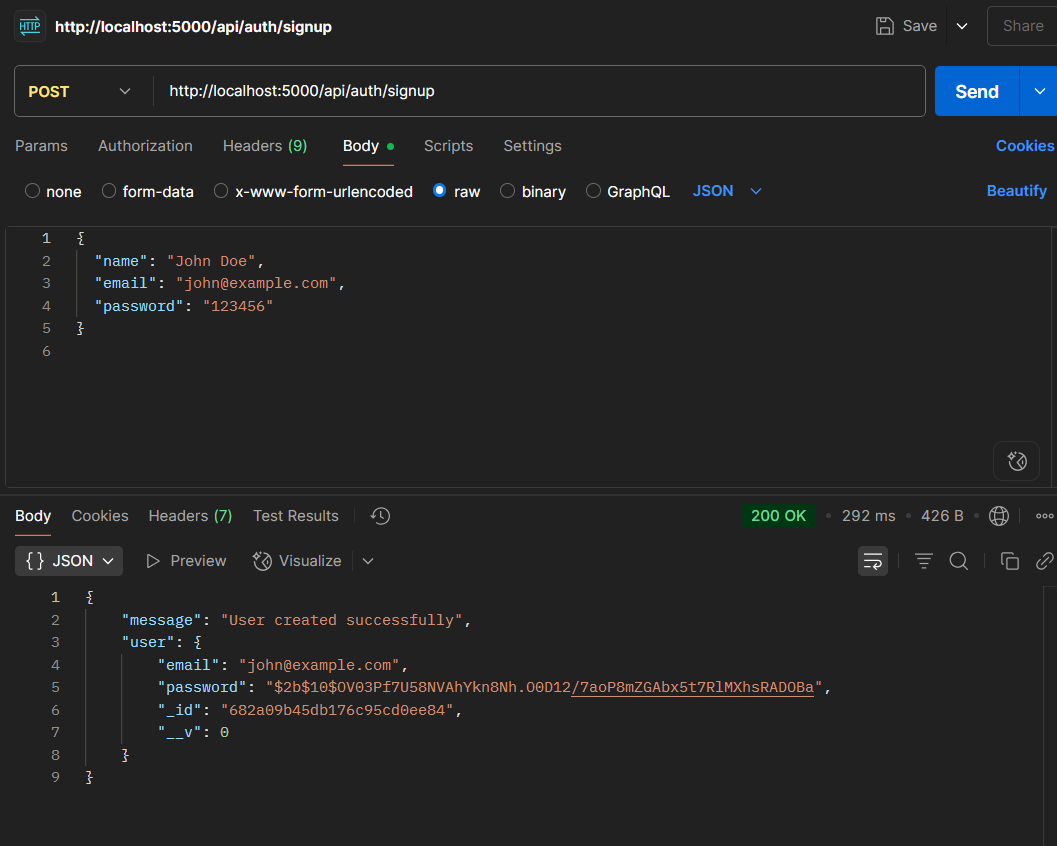 HTTP http://localhost:5000/api/auth/signup Save Share
POST http://localhost:5000/api/auth/signup Send
Params Authorization Headers (9) Body Scripts Settings Cookies
none form-data x-www-form-urlencoded raw binary GraphQL JSON Beautify
1 {
2 "name": "John Doe",
3 "email": "john@example.com",
4 "password": "123456"
5 }
6
Body Cookies Headers (7) Test Results 200 OK • 292 ms • 426 B •
{} JSON Preview Visualize
1 {
2 "message": "User created successfully",
3 "user": {
4 "email": "john@example.com",
5 "password": "$2b$10$OV03Pf7U58NVAhYkn8Nh.O0D12/7aoP8mZGAbx5t7RlMXhsRADOBa",
6 "_id": "682a09b45db176c95cd0ee84",
7 "__v": 0
8 }
9 }